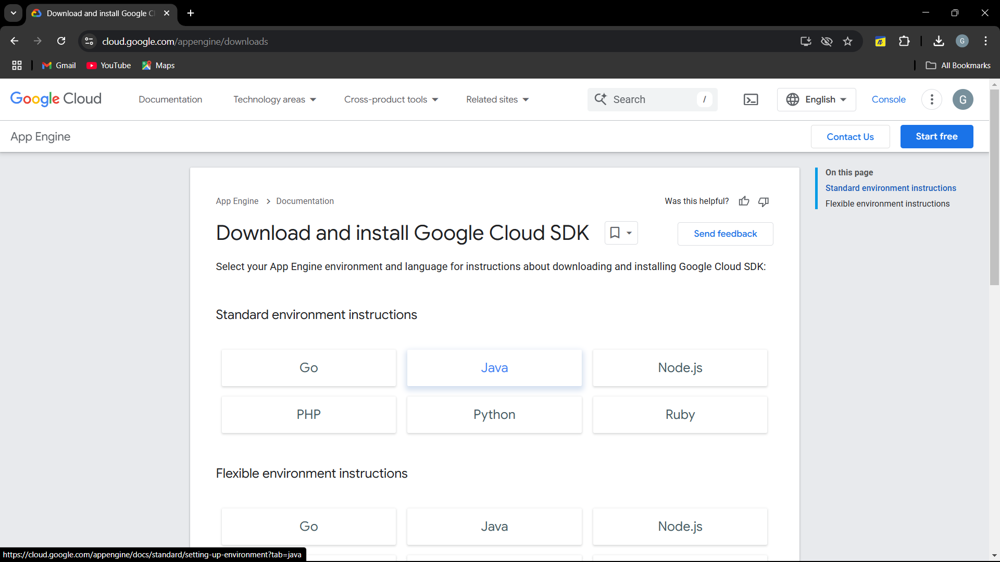 Download and install Google Cl
cloud.google.com/appengine/downloads
G
Gmail
YouTube
Maps
All Bookmarks
Google Cloud
Documentation
Technology areas
Cross-product tools
Related sites
Search
/
English
Console
G
App Engine
Contact Us
Start free
App Engine > Documentation
Was this helpful?
Download and install Google Cloud SDK
Send feedback
Select your App Engine environment and language for instructions about downloading and installing Google Cloud SDK:
Standard environment instructions
Go
Java
Node.js
PHP
Python
Ruby
Flexible environment instructions
Go
Java
Node.js
On this page
Standard environment instructions
Flexible environment instructions
https://cloud.google.com/appengine/docs/standard/setting-up-environment?tab=java